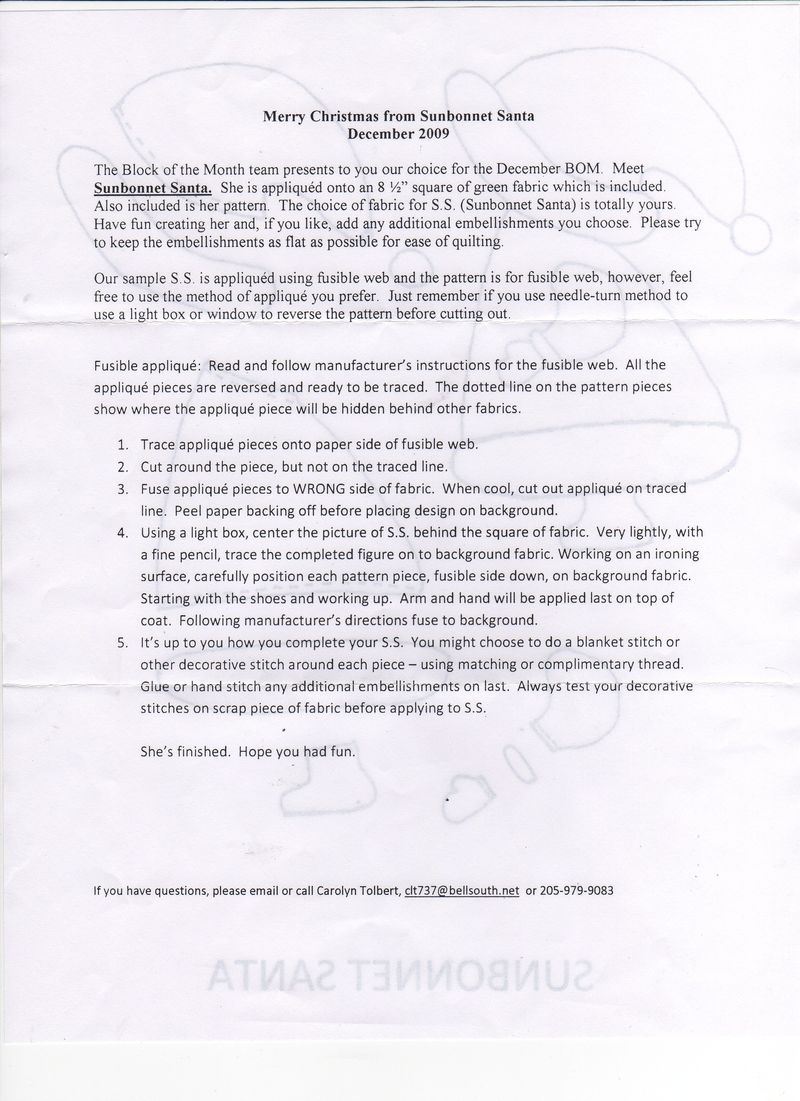 Merry Christmas from Sunbonnet Santa
December 2009
The Block of the Month team presents to you our choice for the December BOM.  Meet
Sunbonnet Santa.  She is appliquéd onto an 8 ½” square of green fabric which is included.
Also included is her pattern.  The choice of fabric for S.S. (Sunbonnet Santa) is totally yours.
Have fun creating her and, if you like, add any additional embellishments you choose.  Please try
to keep the embellishments as flat as possible for ease of quilting.
Our sample S.S. is appliquéd using fusible web and the pattern is for fusible web, however, feel
free to use the method of appliqué you prefer.  Just remember if you use needle-turn method to
use a light box or window to reverse the pattern before cutting out.
Fusible appliqué:  Read and follow manufacturer’s instructions for the fusible web.  All the
appliqué pieces are reversed and ready to be traced.  The dotted line on the pattern pieces
show where the appliqué piece will be hidden behind other fabrics.
1. Trace appliqué pieces onto paper side of fusible web.
2. Cut around the piece, but not on the traced line.
3. Fuse appliqué pieces to WRONG side of fabric.  When cool, cut out appliqué on traced
line.  Peel paper backing off before placing design on background.
4. Using a light box, center the picture of S.S. behind the square of fabric.  Very lightly, with
a fine pencil, trace the completed figure on to background fabric. Working on an ironing
surface, carefully position each pattern piece, fusible side down, on background fabric.
Starting with the shoes and working up.  Arm and hand will be applied last on top of
coat.  Following manufacturer’s directions fuse to background.
5. It’s up to you how you complete your S.S.  You might choose to do a blanket stitch or
other decorative stitch around each piece – using matching or complimentary thread.
Glue or hand stitch any additional embellishments on last.  Always test your decorative
stitches on scrap piece of fabric before applying to S.S.
She’s finished.  Hope you had fun.
If you have questions, please email or call Carolyn Tolbert, clt737@bellsouth.net  or 205-979-9083
SUNBONNET SANTA